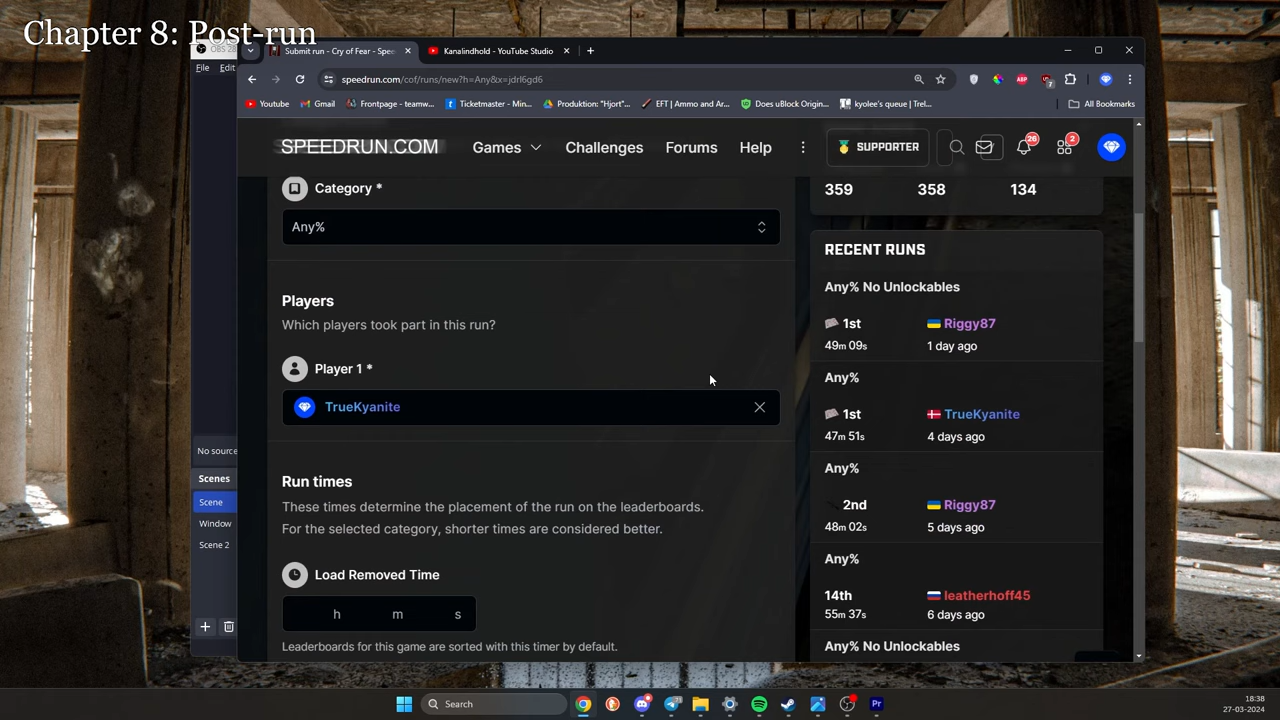 Chapter 8: Post-run
OBS 28
File Edit
Submit run - Cry of Fear - Spe
Kanalindhold - YouTube Studio
speedrun.com/cof/runs/new?h=Any&x=jdrl6gd6
Youtube
Gmail
Frontpage - teamw...
Ticketmaster - Min...
Produktion: "Hjort"...
EFT | Ammo and Ar...
Does uBlock Origin...
kyolee's queue | Trel...
All Bookmarks
ABP
7
SPEEDRUN.COM
Games
Challenges
Forums
Help
SUPPORTER
26
2
Category *
Any%
Players
Which players took part in this run?
Player 1 *
TrueKyanite
Run times
These times determine the placement of the run on the leaderboards.
For the selected category, shorter times are considered better.
Load Removed Time
h m s
Leaderboards for this game are sorted with this timer by default.
359 358 134
RECENT RUNS
Any% No Unlockables
1st Riggy87
49m 09s 1 day ago
Any%
1st TrueKyanite
47m 51s 4 days ago
Any%
2nd Riggy87
48m 02s 5 days ago
Any%
14th leatherhoff45
55m 37s 6 days ago
Any% No Unlockables
No source
Scenes
Scene
Window
Scene 2
Search
Pr
18:38
27-03-2024